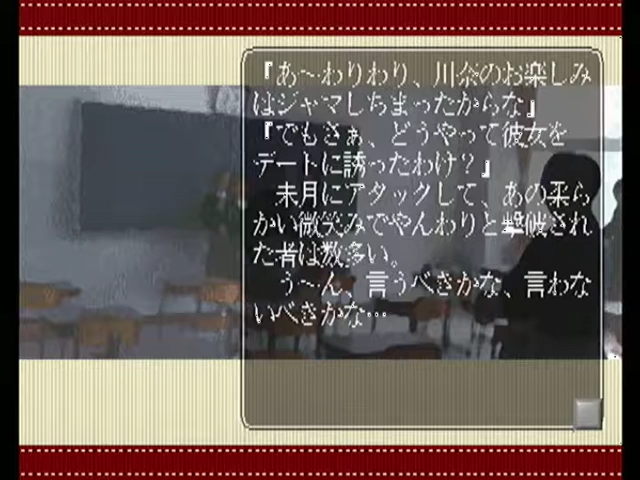 『あ～わりわり、川奈のお楽しみ
はジャマしちまったからな』
『でもさぁ、どうやって彼女を
デートに誘ったわけ？』
　未月にアタックして、あの柔ら
かい微笑みでやんわりと撃破され
た者は数多い。
　う～ん、言うべきかな、言わな
いべきかな…